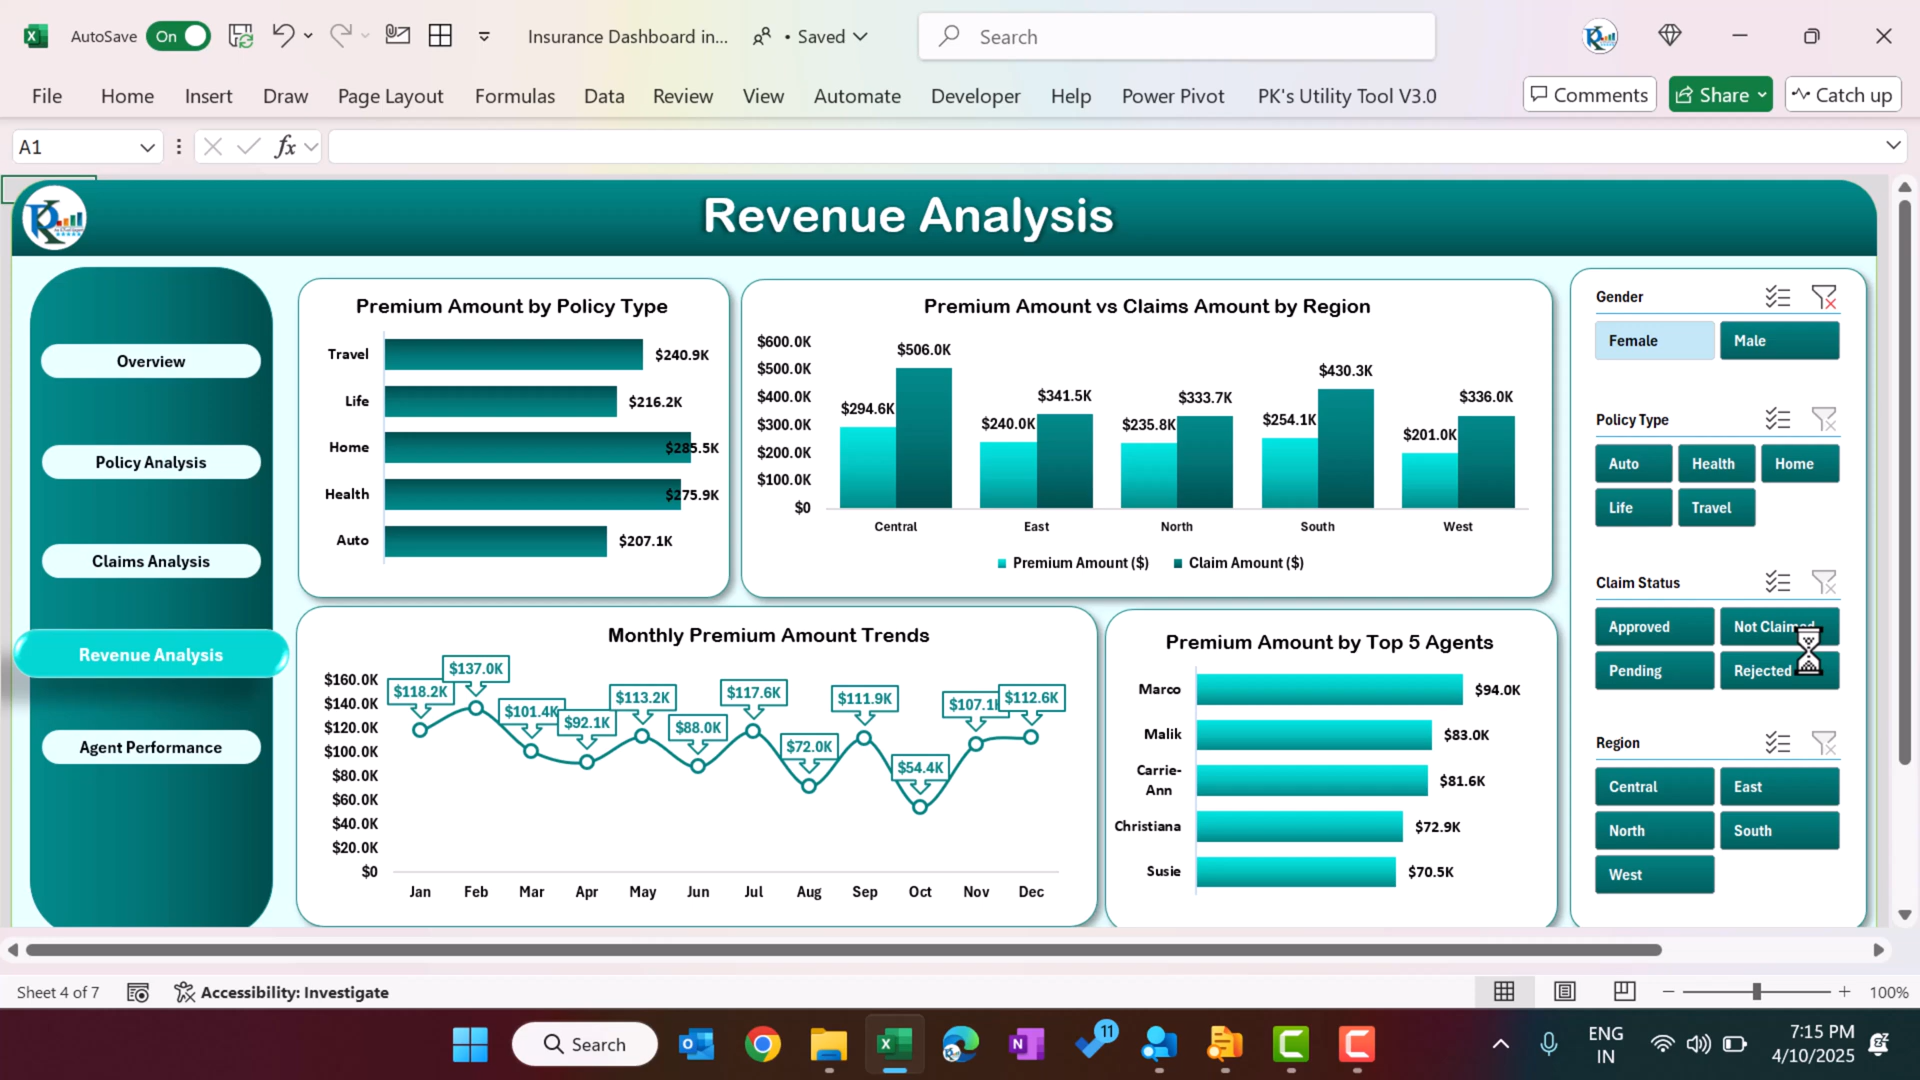 AutoSave On
Insurance Dashboard in... • Saved
Search
File Home Insert Draw Page Layout Formulas Data Review View Automate Developer Help Power Pivot PK's Utility Tool V3.0
Comments Share Catch up
A1
fx
Revenue Analysis
Overview
Policy Analysis
Claims Analysis
Revenue Analysis
Agent Performance
Premium Amount by Policy Type
Travel $240.9K
Life $216.2K
Home $285.5K
Health $275.9K
Auto $207.1K
Premium Amount vs Claims Amount by Region
$600.0K
$500.0K
$400.0K
$300.0K
$200.0K
$100.0K
$0
$294.6K $506.0K $240.0K $341.5K $235.8K $333.7K $254.1K $430.3K $201.0K $336.0K
Central East North South West
Premium Amount ($) Claim Amount ($)
Monthly Premium Amount Trends
$160.0K
$140.0K
$120.0K
$100.0K
$80.0K
$60.0K
$40.0K
$20.0K
$0
$118.2K $137.0K $101.4K $92.1K $113.2K $88.0K $117.6K $72.0K $111.9K $54.4K $107.1K $112.6K
Jan Feb Mar Apr May Jun Jul Aug Sep Oct Nov Dec
Premium Amount by Top 5 Agents
Marco $94.0K
Malik $83.0K
Carrie-
Ann $81.6K
Christiana $72.9K
Susie $70.5K
Gender
Female Male
Policy Type
Auto Health Home
Life Travel
Claim Status
Approved Not Claimed
Pending Rejected
Region
Central East
North South
West
Sheet 4 of 7
Accessibility: Investigate
100%
Search
11
ENG
IN
7:15 PM
4/10/2025